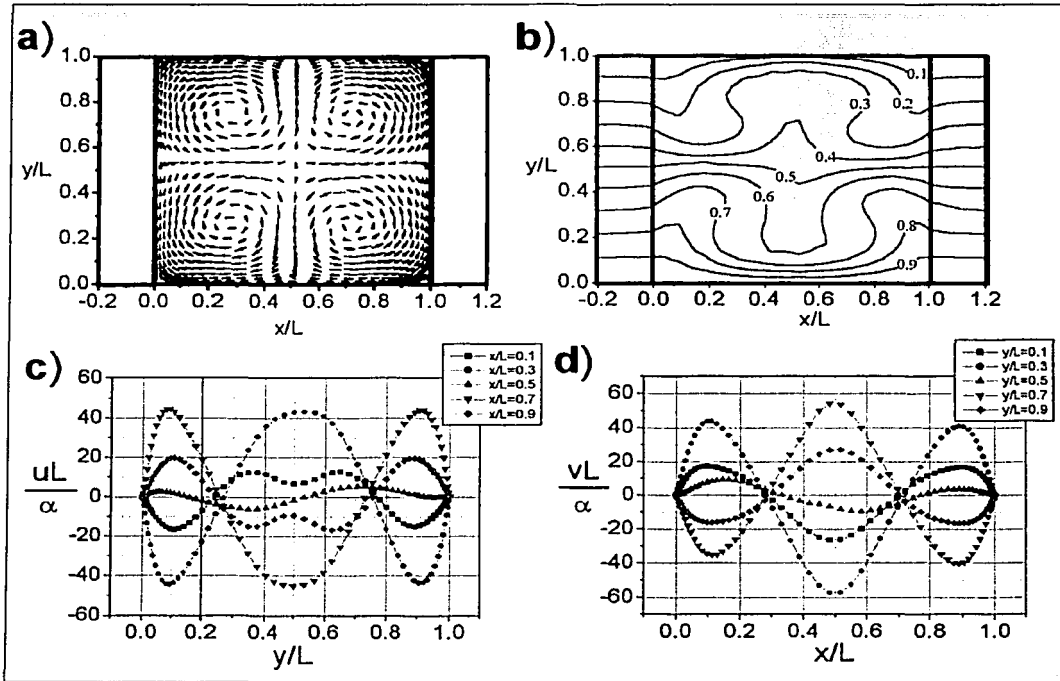 a)
1.0
0.8
0.6
y/L
0.4
0.2
0.0
-0.2 0.0 0.2 0.4 0.6 0.8 1.0 1.2
x/L
b)
1.0
0.8
0.6
y/L
0.4
0.2
0.0
0.1
0.2
0.3
0.4
0.5
0.6
0.7
0.8
0.9
-0.2 0.0 0.2 0.4 0.6 0.8 1.0 1.2
x/L
c)
x/L=0.1
x/L=0.3
x/L=0.5
x/L=0.7
x/L=0.9
60
40
20
0
-20
-40
-60
uL
α
0.0 0.2 0.4 0.6 0.8 1.0
y/L
d)
y/L=0.1
y/L=0.3
y/L=0.5
y/L=0.7
y/L=0.9
60
40
20
0
-20
-40
-60
vL
α
0.0 0.2 0.4 0.6 0.8 1.0
x/L